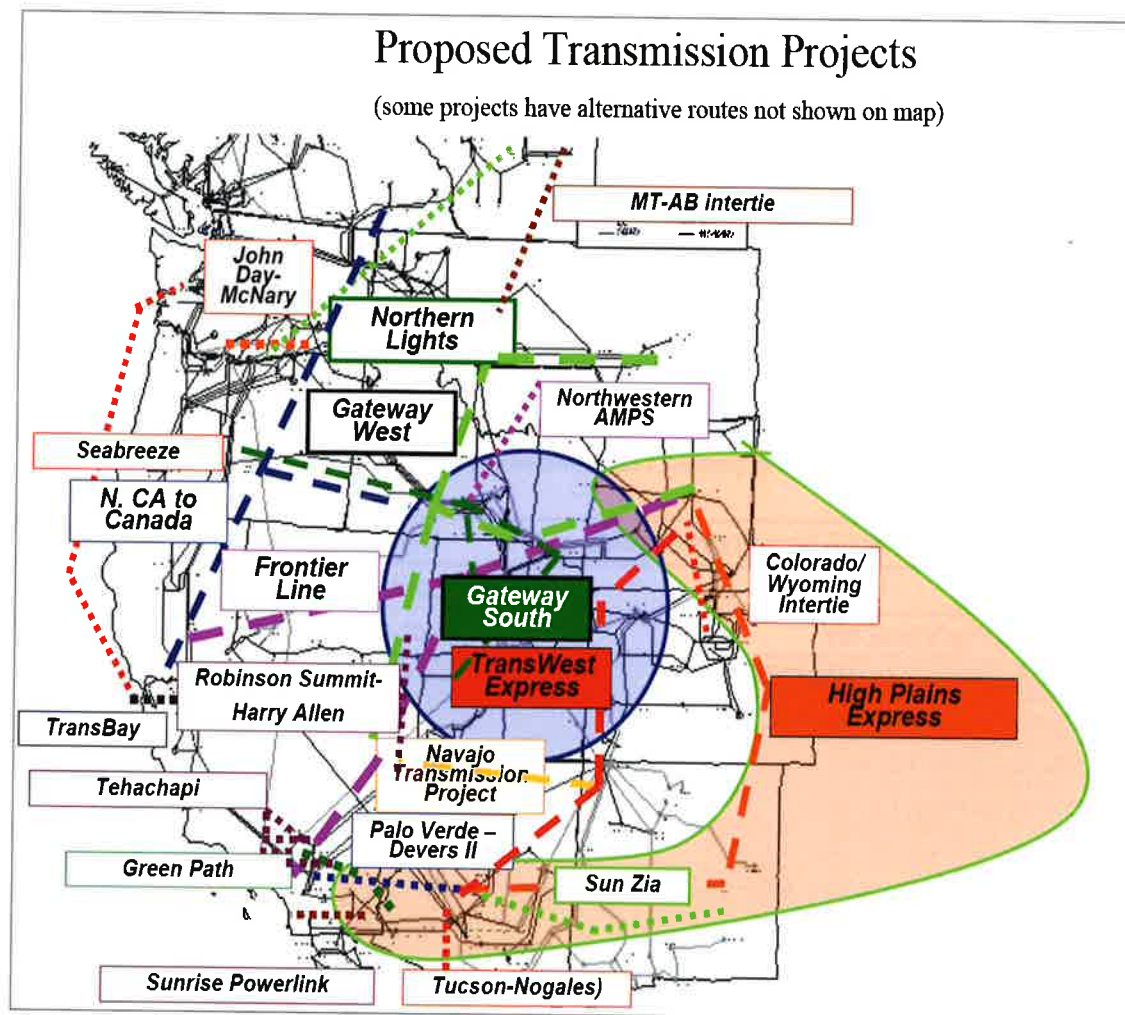 Proposed Transmission Projects
(some projects have alternative routes not shown on map)
MT-AB intertie
John
Day-
McNary
Northern
Lights
Gateway
West
Northwestern
AMPS
Seabreeze
N. CA to
Canada
Frontier
Line
Gateway
South
Colorado/
Wyoming
Intertie
TransWest
Express
Robinson Summit-
Harry Allen
High Plains
Express
TransBay
Navajo
Transmission
Project
Tehachapi
Palo Verde –
Devers II
Green Path
Sun Zia
Sunrise Powerlink
Tucson-Nogales)